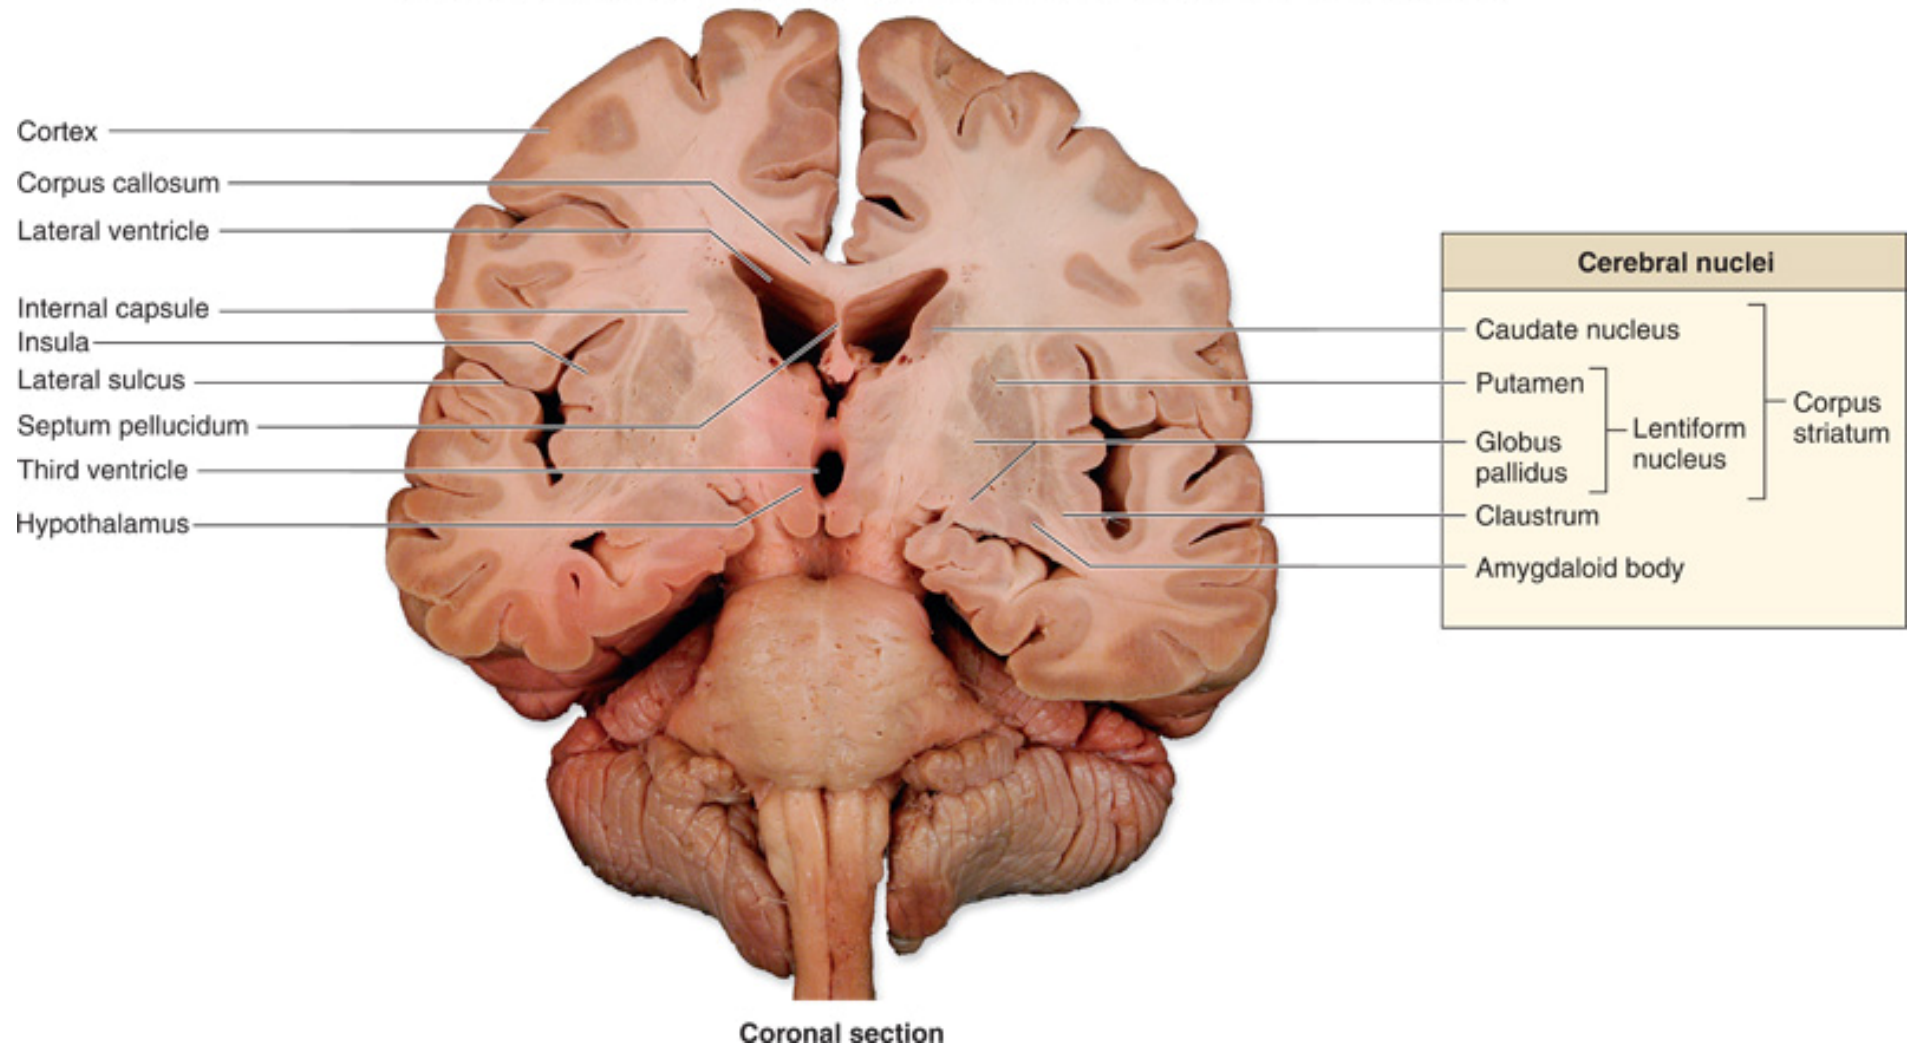 Cortex
Corpus callosum
Lateral ventricle
Internal capsule
Insula
Lateral sulcus
Septum pellucidum
Third ventricle
Hypothalamus
Cerebral nuclei
Caudate nucleus
Putamen
Globus
pallidus
Lentiform
nucleus
Corpus
striatum
Claustrum
Amygdaloid body
Coronal section